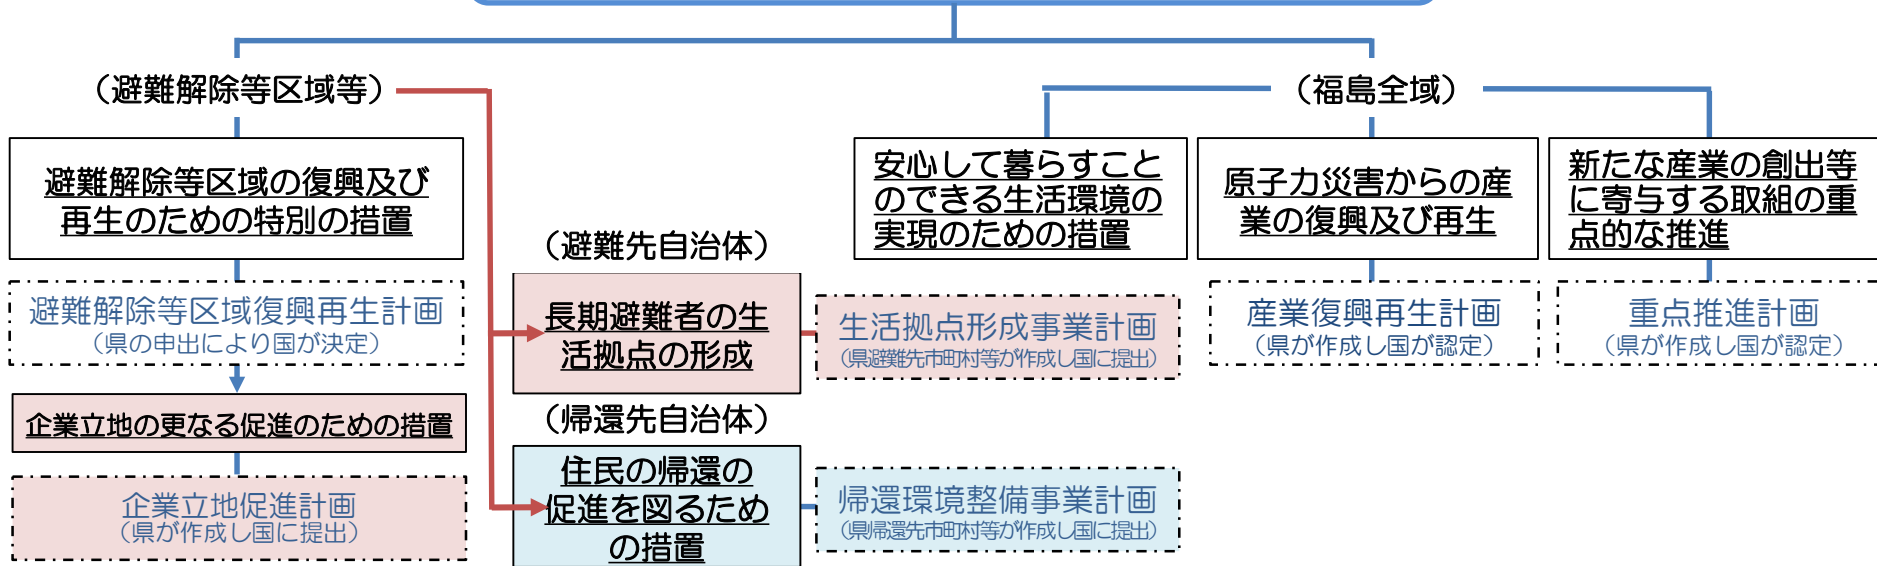 （避難解除等区域等）
（福島全域）
避難解除等区域の復興及び
再生のための特別の措置
安心して暮らすこと
のできる生活環境の
実現のための措置
原子力災害からの産
業の復興及び再生
新たな産業の創出等
に寄与する取組の重
点的な推進
避難解除等区域復興再生計画
（県の申出により国が決定）
（避難先自治体）
長期避難者の生
活拠点の形成
生活拠点形成事業計画
（県避難先市町村等が作成し国に提出）
産業復興再生計画
（県が作成し国が認定）
重点推進計画
（県が作成し国が認定）
企業立地の更なる促進のための措置
企業立地促進計画
（県が作成し国に提出）
（帰還先自治体）
住民の帰還の
促進を図るため
の措置
帰還環境整備事業計画
（県帰還先市町村等が作成し国に提出）